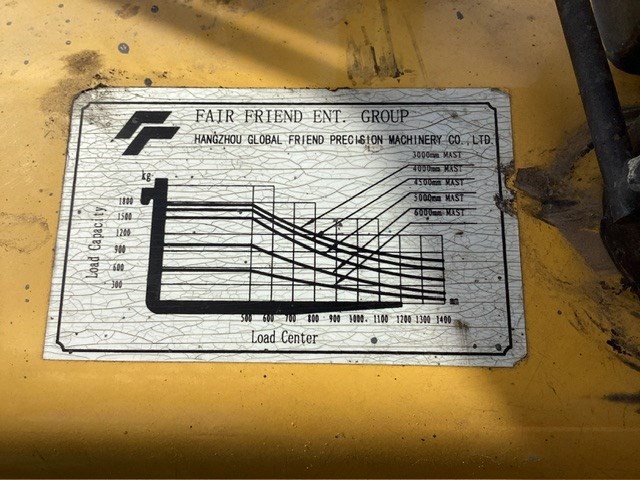 FAIR FRIEND ENT. GROUP
HANGZHOU GLOBAL FRIEND PRECISION MACHINERY CO.,LTD.
3000mm MAST
4000mm MAST
4500mm MAST
5000mm MAST
6000mm MAST
kg
1800
1500
1200
900
600
300
Load Capacity
500 600 700 800 900 1000 1100 1200 1300 1400
mm
Load Center